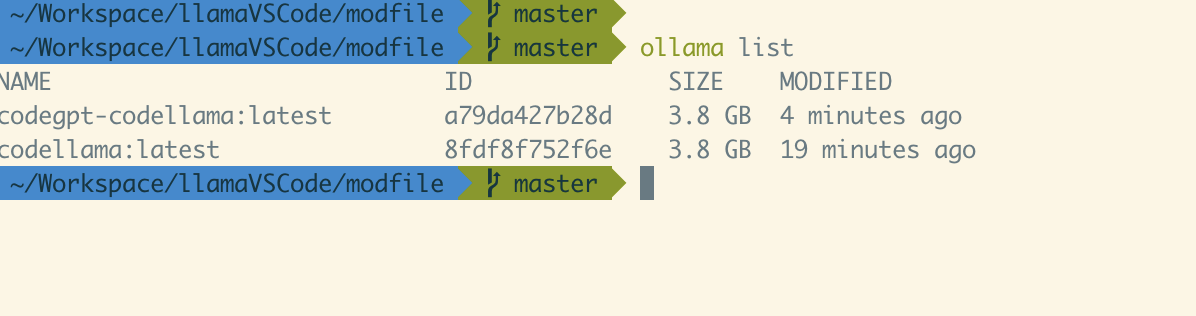 ~/Workspace/llamaVSCode/modfile master
~/Workspace/llamaVSCode/modfile master ollama list
NAME ID SIZE MODIFIED
codegpt-codellama:latest a79da427b28d 3.8 GB 4 minutes ago
codellama:latest 8fdf8f752f6e 3.8 GB 19 minutes ago
~/Workspace/llamaVSCode/modfile master